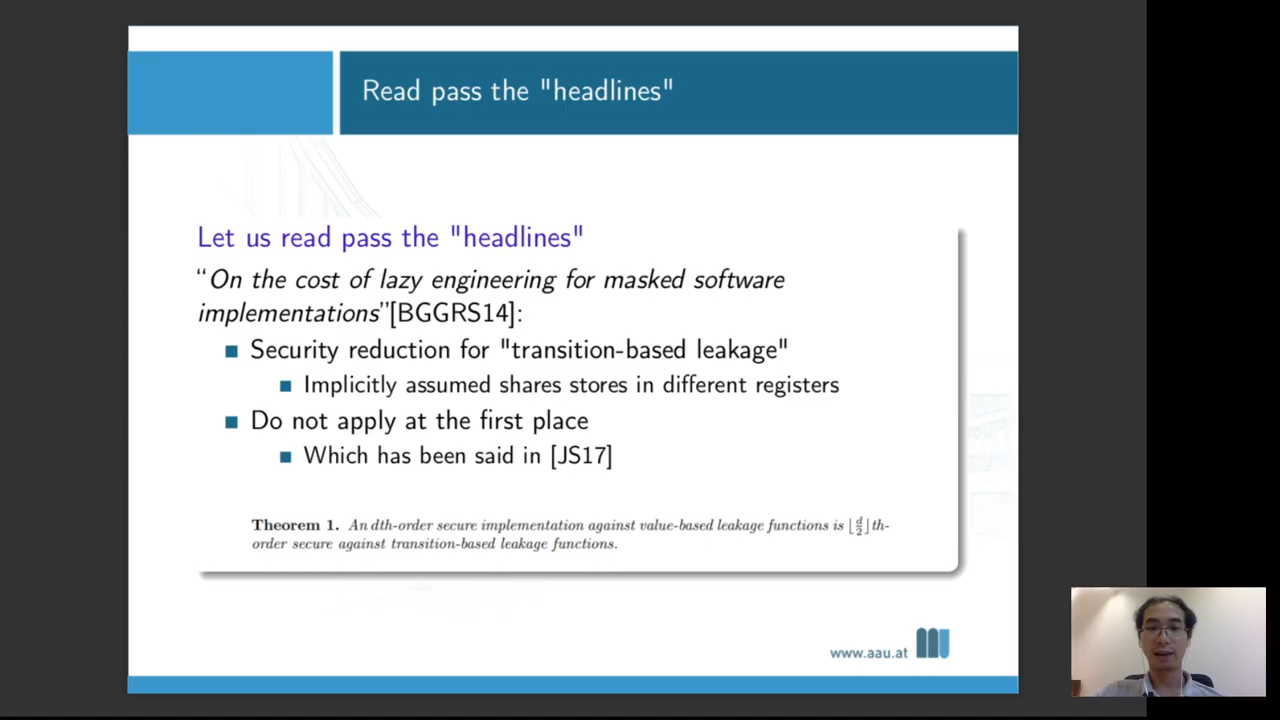 Read pass the "headlines"
Let us read pass the "headlines"
“On the cost of lazy engineering for masked software
implementations”[BGGRS14]:
Security reduction for "transition-based leakage"
Implicitly assumed shares stores in different registers
Do not apply at the first place
Which has been said in [JS17]
Theorem 1. An dth-order secure implementation against value-based leakage functions is ⌊d/2⌋th-
order secure against transition-based leakage functions.
www.aau.at